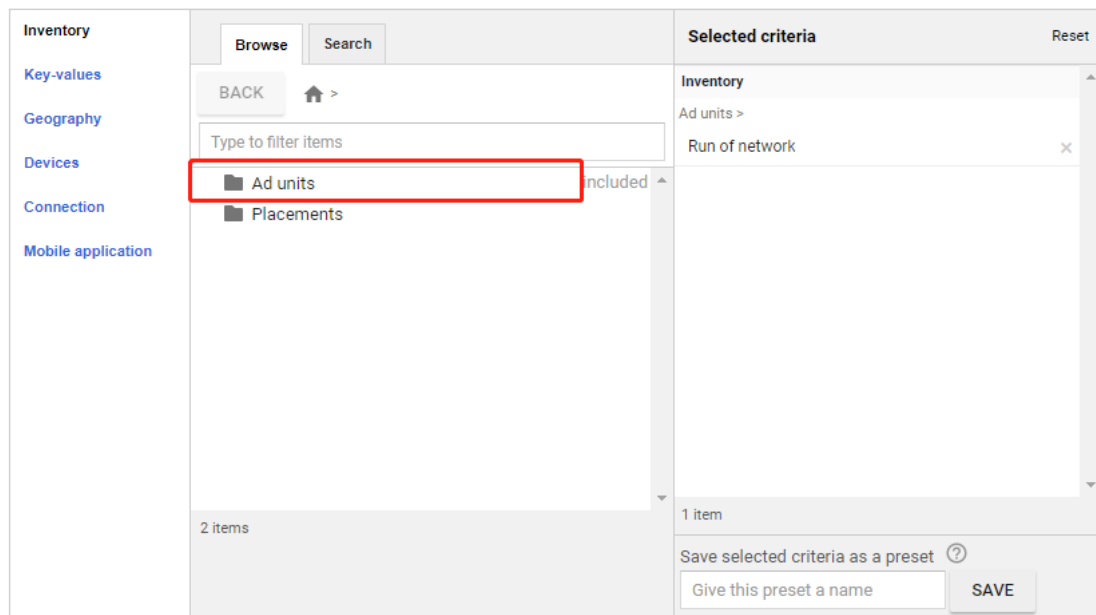 Inventory
Key-values
Geography
Devices
Connection
Mobile application
Browse
Search
BACK
>
Type to filter items
Ad units
included
Placements
2 items
Selected criteria
Reset
Inventory
Ad units >
Run of network
1 item
Save selected criteria as a preset
Give this preset a name
SAVE